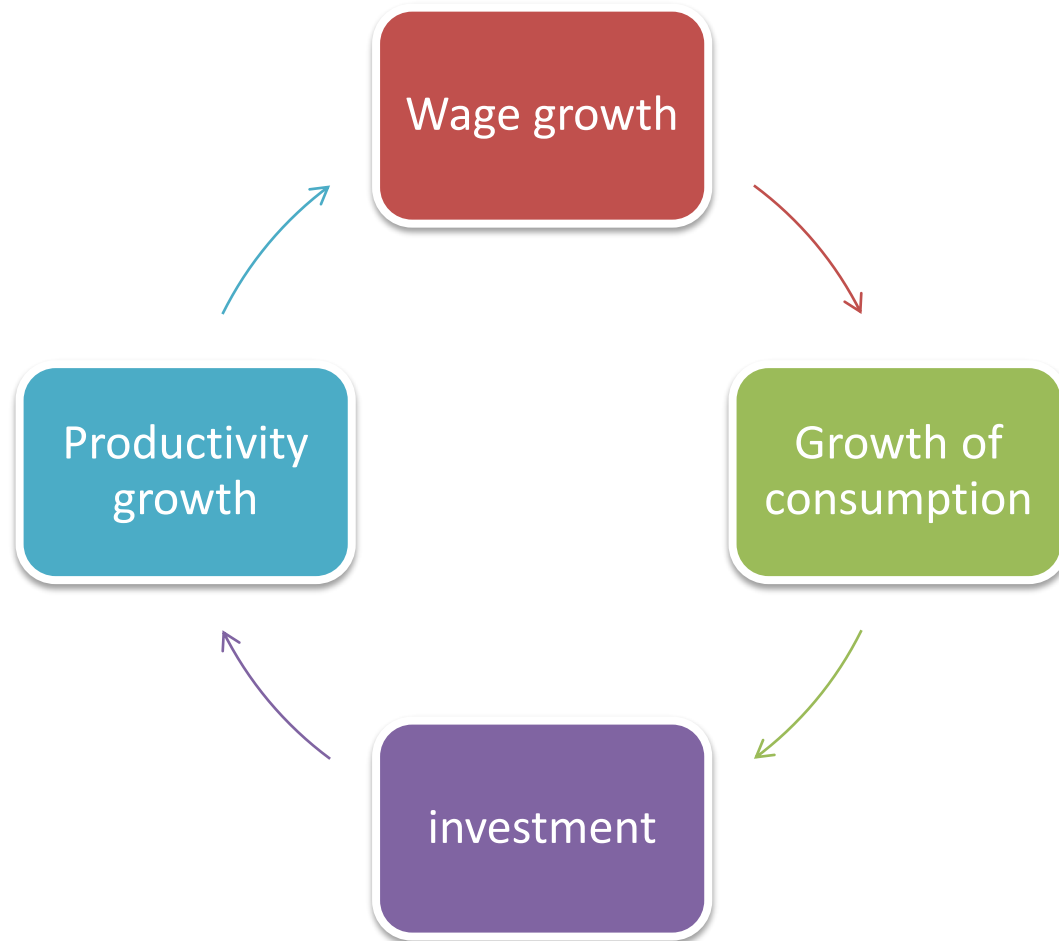 Wage growth
Growth of
consumption
investment
Productivity
growth